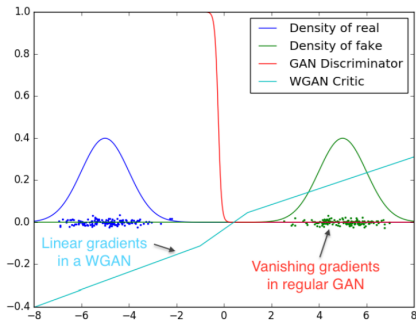 1.0
0.8
0.6
0.4
0.2
0.0
−0.2
−0.4
−8
−6
−4
−2
0
2
4
6
8
Density of real
Density of fake
GAN Discriminator
WGAN Critic
Linear gradients
in a WGAN
Vanishing gradients
in regular GAN